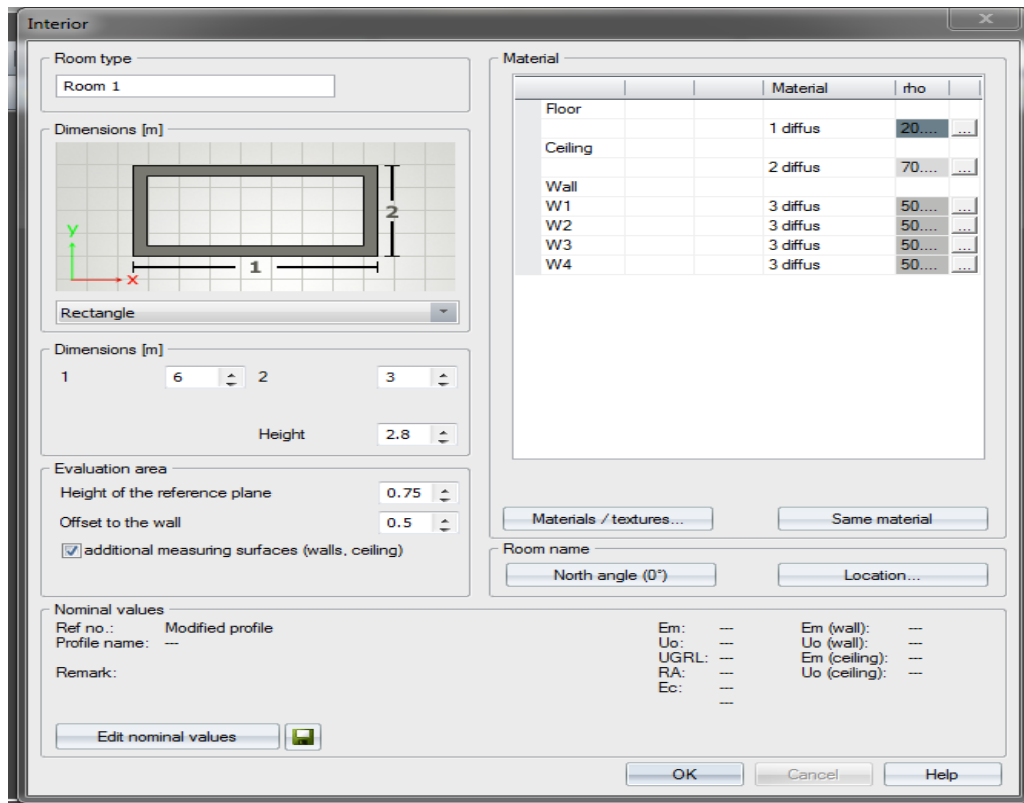 Interior
Room type
Room 1
Dimensions [m]
y
x
1
2
Rectangle
Dimensions [m]
1 6 2 3
Height 2.8
Evaluation area
Height of the reference plane 0.75
Offset to the wall 0.5
additional measuring surfaces (walls, ceiling)
Material
Material rho
Floor
1 diffus 20.... ...
Ceiling
2 diffus 70.... ...
Wall
W1 3 diffus 50.... ...
W2 3 diffus 50.... ...
W3 3 diffus 50.... ...
W4 3 diffus 50.... ...
Materials / textures... Same material
Room name
North angle (0°) Location...
Nominal values
Ref no.: Modified profile
Profile name: ---
Remark:
Em: --- Em (wall): ---
Uo: --- Uo (wall): ---
UGRL: --- Em (ceiling): ---
RA: --- Uo (ceiling): ---
Ec: ---
---
Edit nominal values
OK Cancel Help